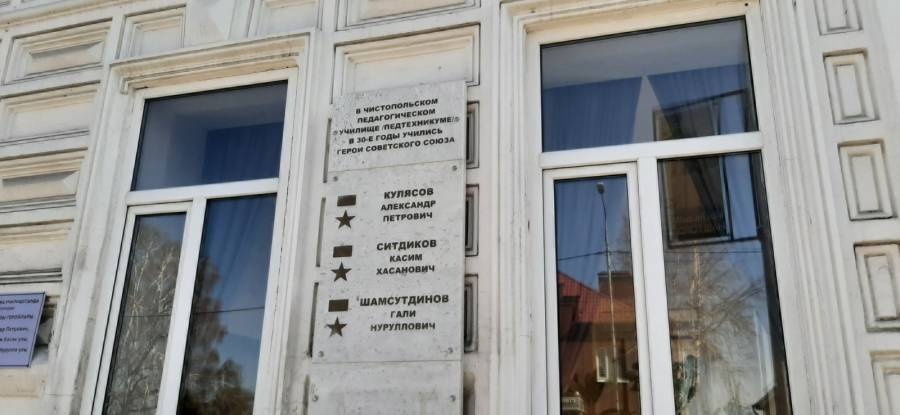 В ЧИСТОПОЛЬСКОМ
ПЕДАГОГИЧЕСКОМ
УЧИЛИЩЕ /ПЕДТЕХНИКУМЕ/
В 30-Е ГОДЫ УЧИЛИСЬ
ГЕРОИ СОВЕТСКОГО СОЮЗА
КУЛЯСОВ
АЛЕКСАНДР
ПЕТРОВИЧ
СИТДИКОВ
КАСИМ
ХАСАНОВИЧ
ШАМСУТДИНОВ
ГАЛИ
НУРУЛЛОВИЧ